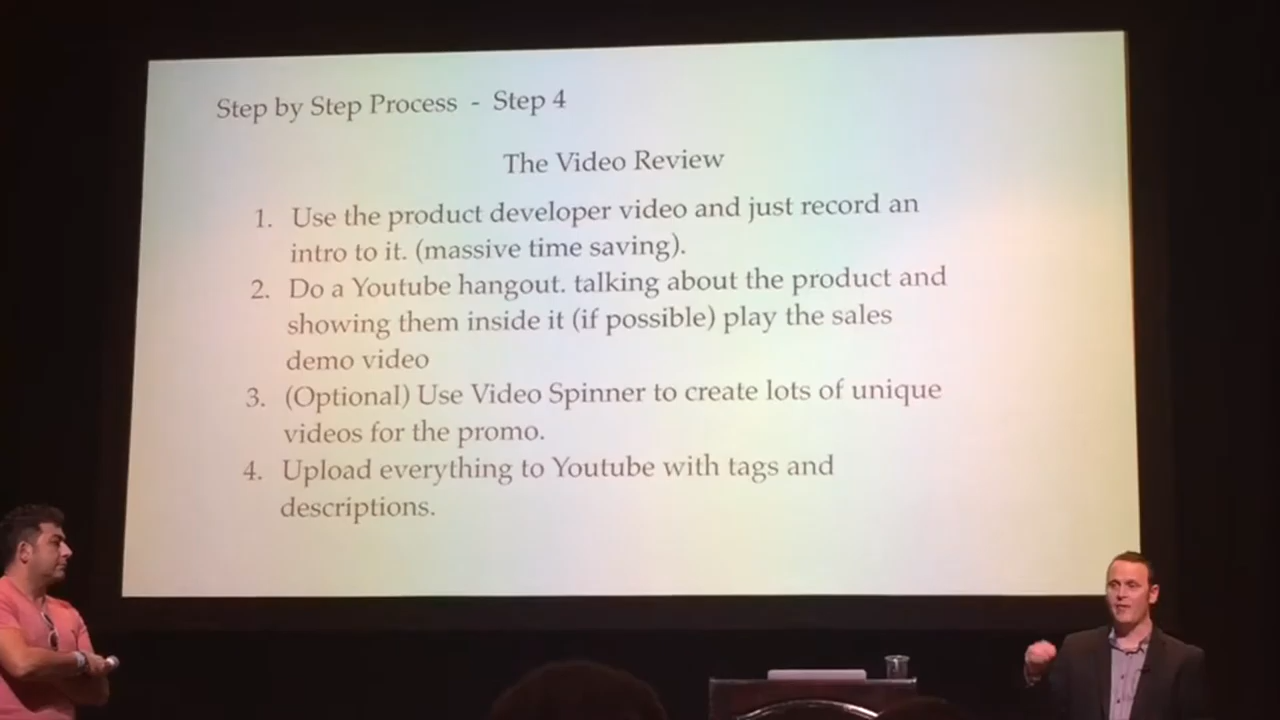 Step by Step Process - Step 4
The Video Review
1. Use the product developer video and just record an
intro to it. (massive time saving).
2. Do a Youtube hangout. talking about the product and
showing them inside it (if possible) play the sales
demo video
3. (Optional) Use Video Spinner to create lots of unique
videos for the promo.
4. Upload everything to Youtube with tags and
descriptions.